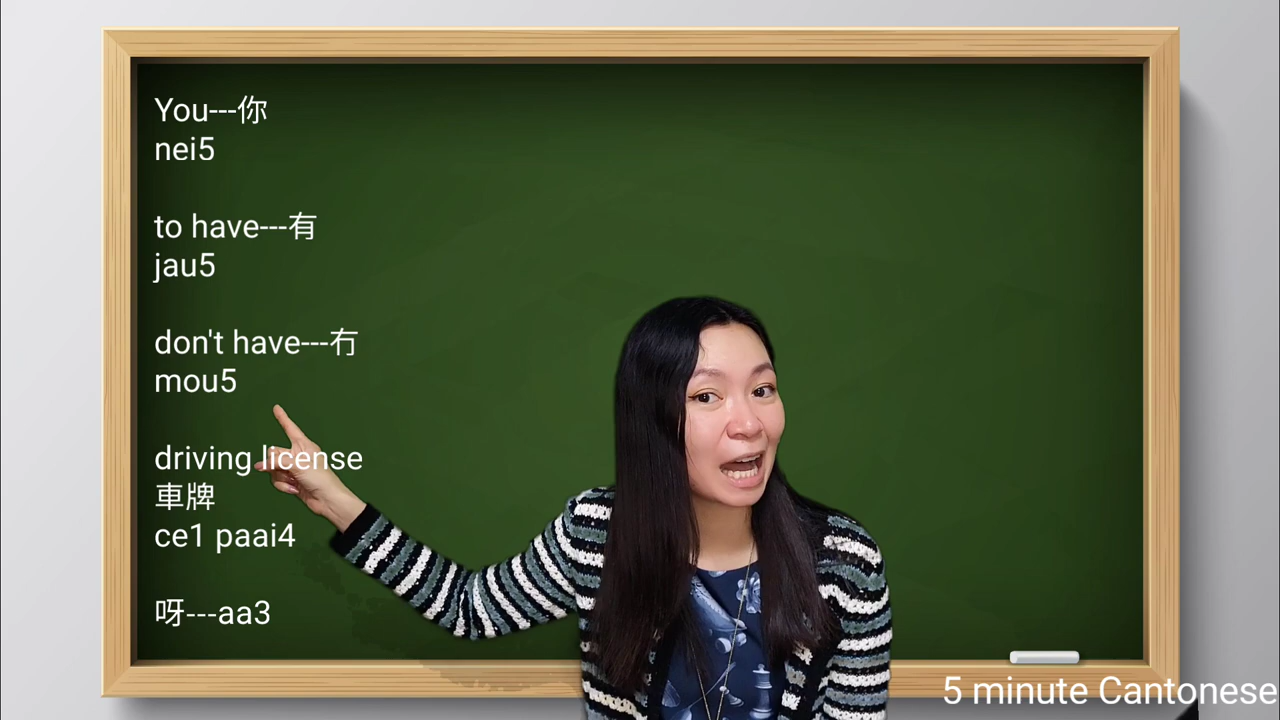 You---你
nei5
to have---有
jau5
don't have---冇
mou5
driving license
車牌
ce1 paai4
呀---aa3
5 minute Cantonese